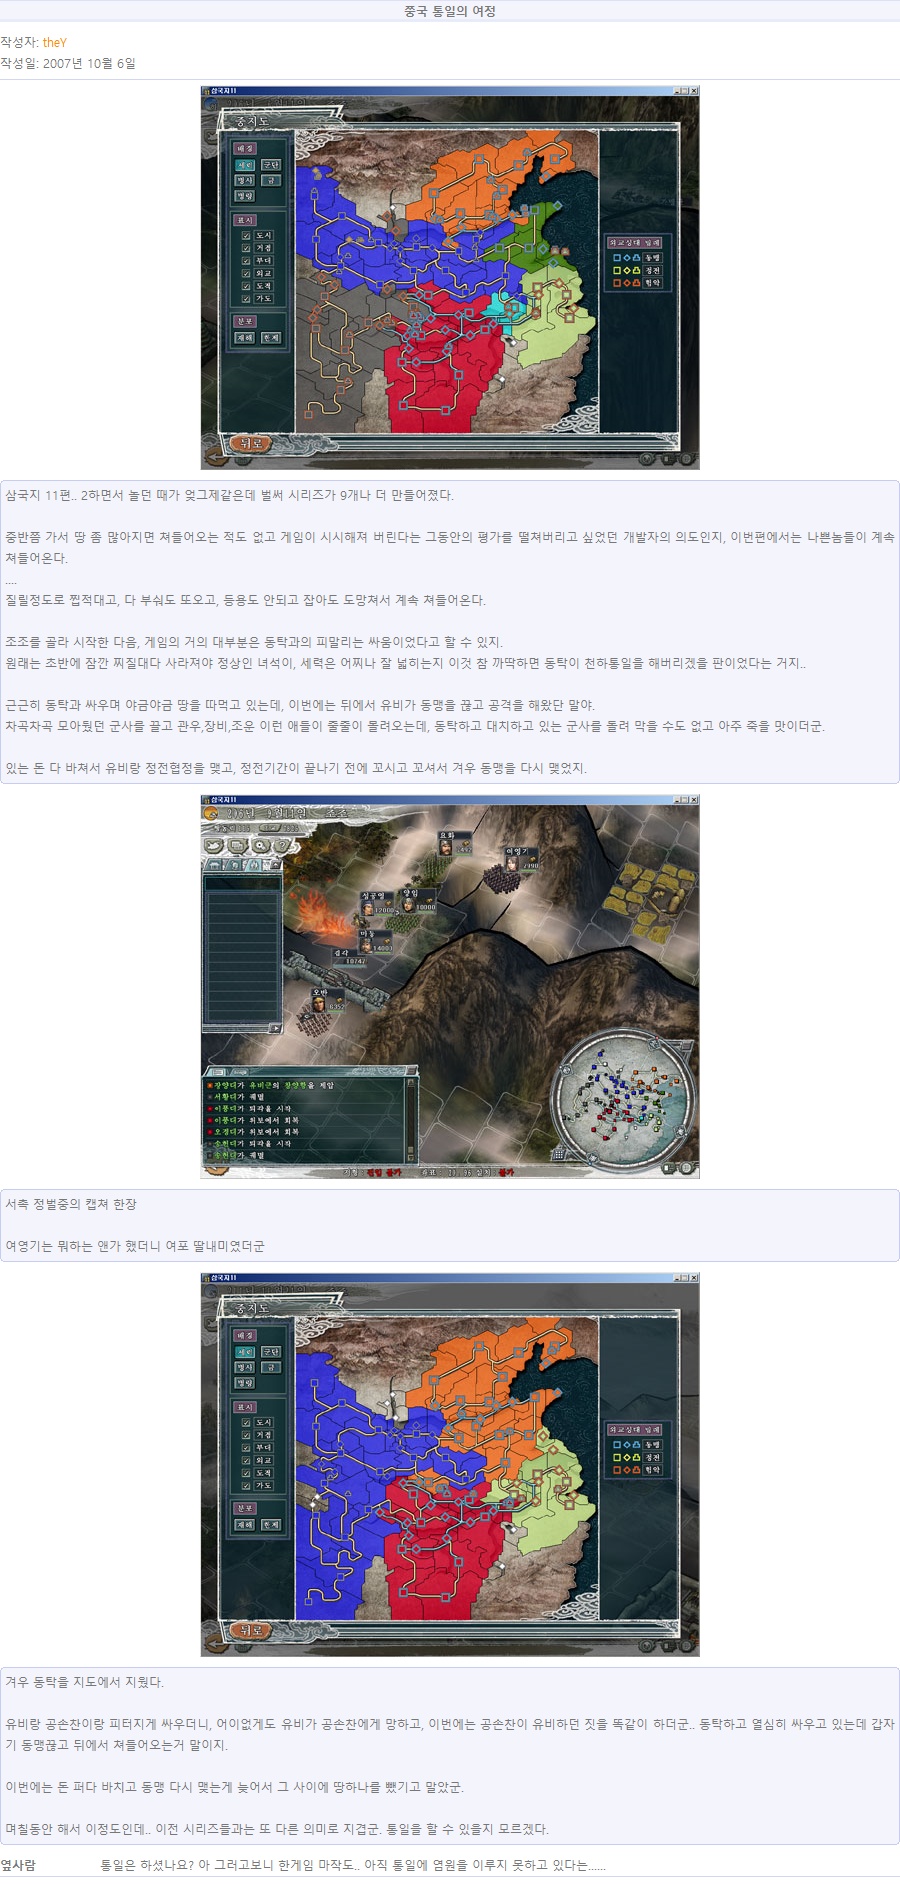 중국 통일의 여정
작성자: theY
작성일: 2007년 10월 6일
삼국지11
중지도
배경
세력 군단
병사 금
병량
표시
도시
거점
부대
외교
도적
가도
분포
재해 한계
외교상대 범례
동맹
정전
험악
뒤로
삼국지 11편.. 2하면서 놀던 때가 엊그제같은데 벌써 시리즈가 9개나 더 만들어졌다.
중반쯤 가서 땅 좀 많아지면 쳐들어오는 적도 없고 게임이 시시해져 버린다는 그동안의 평가를 떨쳐버리고 싶었던 개발자의 의도인지, 이번편에서는 나쁜놈들이 계속
쳐들어온다.
....
질릴정도로 찝적대고, 다 부숴도 또오고, 등용도 안되고 잡아도 도망쳐서 계속 쳐들어온다.
조조를 골라 시작한 다음, 게임의 거의 대부분은 동탁과의 피말리는 싸움이었다고 할 수 있지.
원래는 초반에 잠깐 찌질대다 사라져야 정상인 녀석이, 세력은 어찌나 잘 넓히는지 이것 참 까딱하면 동탁이 천하통일을 해버리겠을 판이었다는 거지..
근근히 동탁과 싸우며 야금야금 땅을 따먹고 있는데, 이번에는 뒤에서 유비가 동맹을 끊고 공격을 해왔단 말야.
차곡차곡 모아뒀던 군사를 끌고 관우,장비,조운 이런 애들이 줄줄이 몰려오는데, 동탁하고 대치하고 있는 군사를 돌려 막을 수도 없고 아주 죽을 맛이더군.
있는 돈 다 바쳐서 유비랑 정전협정을 맺고, 정전기간이 끝나기 전에 꼬시고 꼬셔서 겨우 동맹을 다시 맺었지.
삼국지11
요화
여영기
2990
성공영
12000
양임
10000
마등
14003
검각
10747
오반
6352
장양대가 유비군의 장양항을 제압
서황대가 궤멸
이풍대가 퇴각을 시작
이풍대가 위보에서 회복
오경대가 위보에서 회복
송헌대가 퇴각을 시작
송헌대가 궤멸
서촉 정벌중의 캡쳐 한장
여영기는 뭐하는 앤가 했더니 여포 딸내미였더군
삼국지11
중지도
배경
세력 군단
병사 금
병량
표시
도시
거점
부대
외교
도적
가도
분포
재해 한계
외교상대 범례
동맹
정전
험악
뒤로
겨우 동탁을 지도에서 지웠다.
유비랑 공손찬이랑 피터지게 싸우더니, 어이없게도 유비가 공손찬에게 망하고, 이번에는 공손찬이 유비하던 짓을 똑같이 하더군.. 동탁하고 열심히 싸우고 있는데 갑자
기 동맹끊고 뒤에서 쳐들어오는거 말이지.
이번에는 돈 퍼다 바치고 동맹 다시 맺는게 늦어서 그 사이에 땅하나를 뺐기고 말았군.
며칠동안 해서 이정도인데.. 이전 시리즈들과는 또 다른 의미로 지겹군. 통일을 할 수 있을지 모르겠다.
옆사람 통일은 하셨나요? 아 그러고보니 한게임 마작도.. 아직 통일에 염원을 이루지 못하고 있다는......